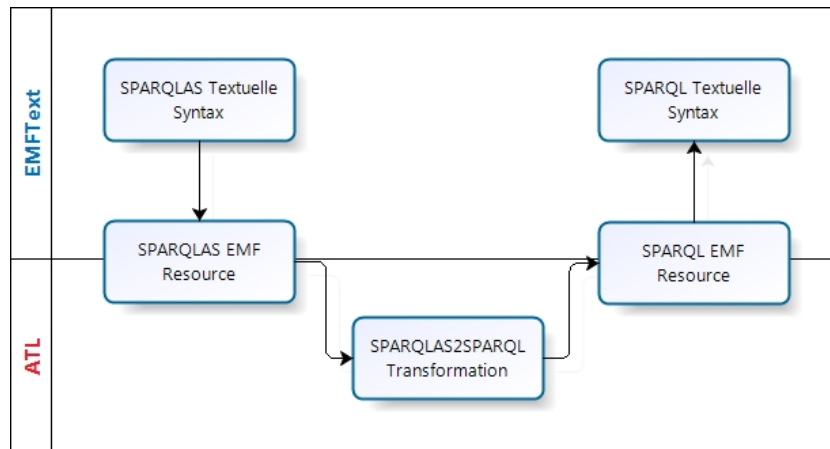 EMFText
SPARQLAS Textuelle
Syntax
SPARQL Textuelle
Syntax
SPARQLAS EMF
Resource
SPARQL EMF
Resource
ATL
SPARQLAS2SPARQL
Transformation